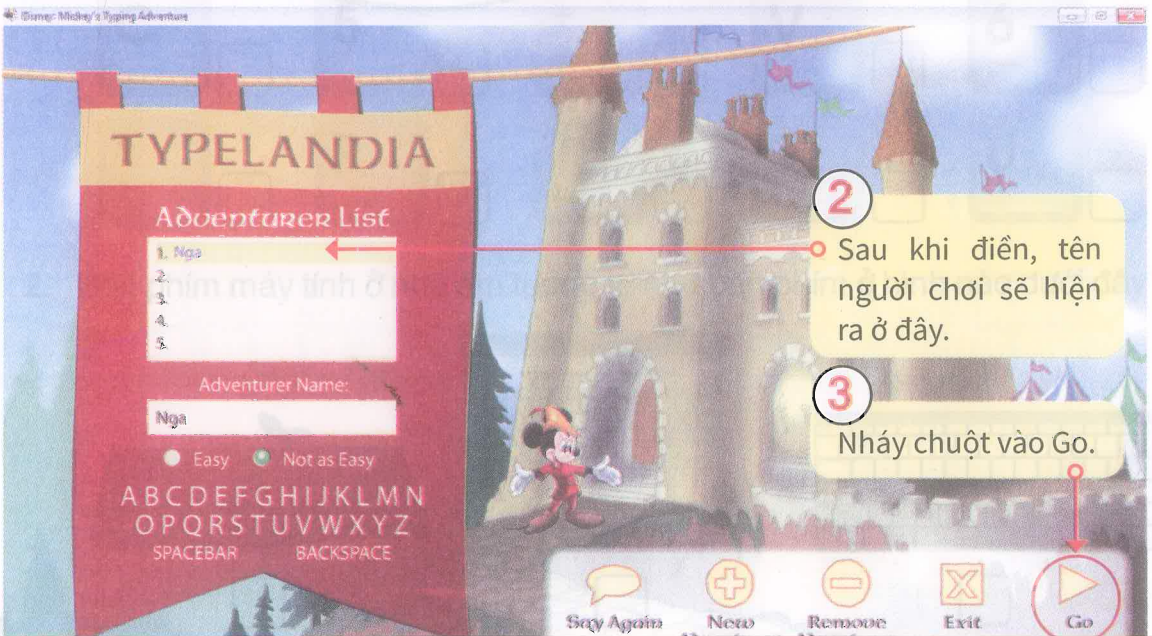 Disney: Mickey's Typing Adventure
TYPELANDIA
Adventurer List
1. Nga
2.
3.
4.
5.
Adventurer Name:
Nga
Easy Not as Easy
A B C D E F G H I J K L M N
O P Q R S T U V W X Y Z
SPACEBAR BACKSPACE
2
Sau khi điền, tên
người chơi sẽ hiện
ra ở đây.
3
Nháy chuột vào Go.
Say Again New Remove Exit Go